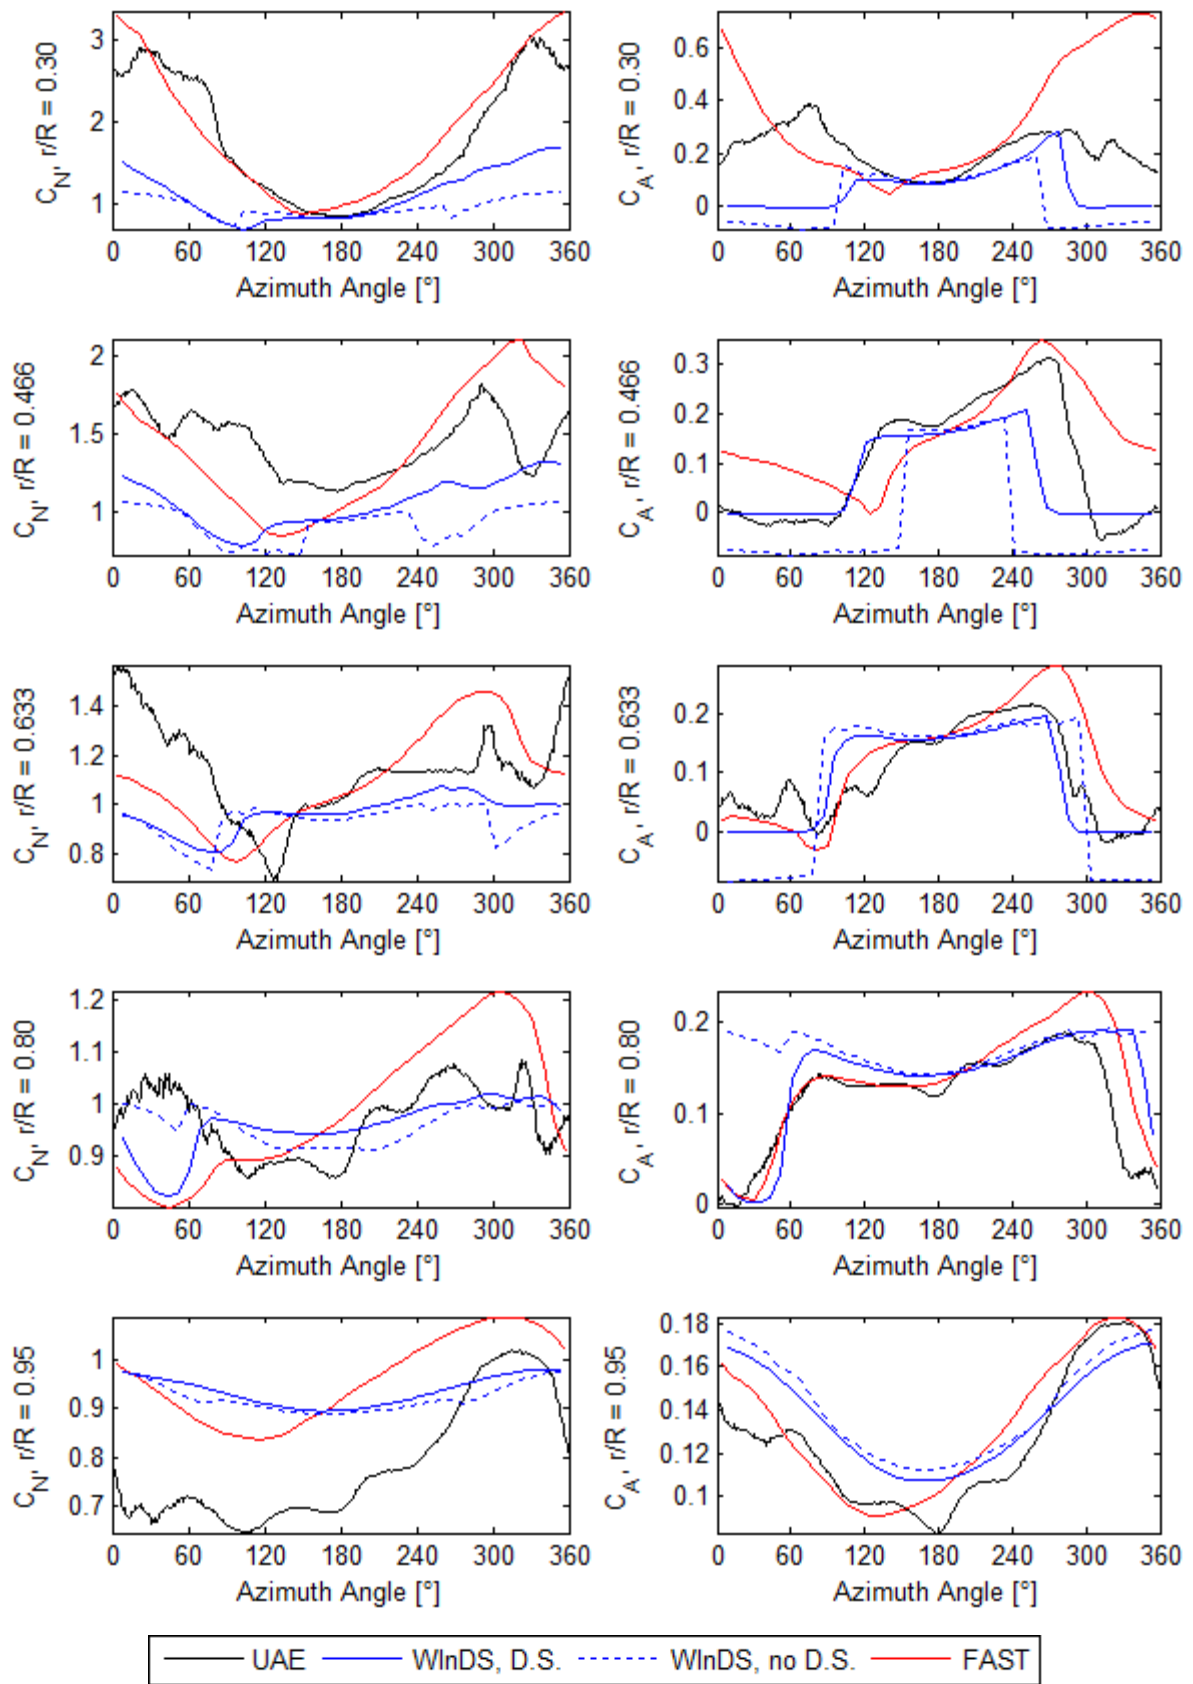 C_N, r/R = 0.30
3
2
1
0 60 120 180 240 300 360
Azimuth Angle [°]
C_A, r/R = 0.30
0.6
0.4
0.2
0
0 60 120 180 240 300 360
Azimuth Angle [°]
C_N, r/R = 0.466
2
1.5
1
0 60 120 180 240 300 360
Azimuth Angle [°]
C_A, r/R = 0.466
0.3
0.2
0.1
0
0 60 120 180 240 300 360
Azimuth Angle [°]
C_N, r/R = 0.633
1.4
1.2
1
0.8
0 60 120 180 240 300 360
Azimuth Angle [°]
C_A, r/R = 0.633
0.2
0.1
0
0 60 120 180 240 300 360
Azimuth Angle [°]
C_N, r/R = 0.80
1.2
1.1
1
0.9
0 60 120 180 240 300 360
Azimuth Angle [°]
C_A, r/R = 0.80
0.2
0.1
0
0 60 120 180 240 300 360
Azimuth Angle [°]
C_N, r/R = 0.95
1
0.9
0.8
0.7
0 60 120 180 240 300 360
Azimuth Angle [°]
C_A, r/R = 0.95
0.18
0.16
0.14
0.12
0.1
0 60 120 180 240 300 360
Azimuth Angle [°]
UAE WInDS, D.S. WInDS, no D.S. FAST